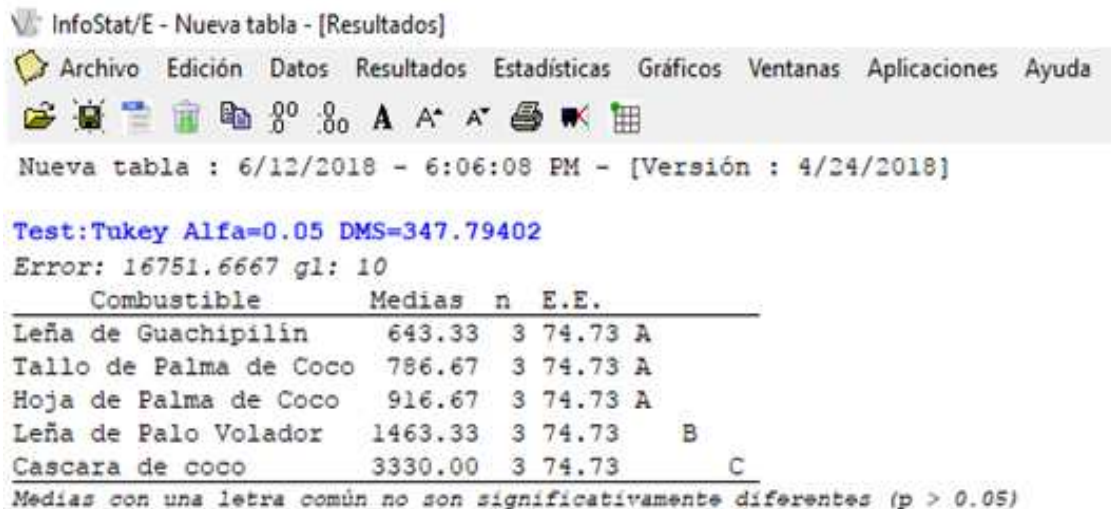 InfoStat/E - Nueva tabla - [Resultados]
Archivo Edición Datos Resultados Estadísticas Gráficos Ventanas Aplicaciones Ayuda
Nueva tabla : 6/12/2018 - 6:06:08 PM - [Versión : 4/24/2018]
Test:Tukey Alfa=0.05 DMS=347.79402
Error: 16751.6667 gl: 10
Combustible Medias n E.E.
Leña de Guachipilín 643.33 3 74.73 A
Tallo de Palma de Coco 786.67 3 74.73 A
Hoja de Palma de Coco 916.67 3 74.73 A
Leña de Palo Volador 1463.33 3 74.73 B
Cascara de coco 3330.00 3 74.73 C
Medias con una letra común no son significativamente diferentes (p > 0.05)